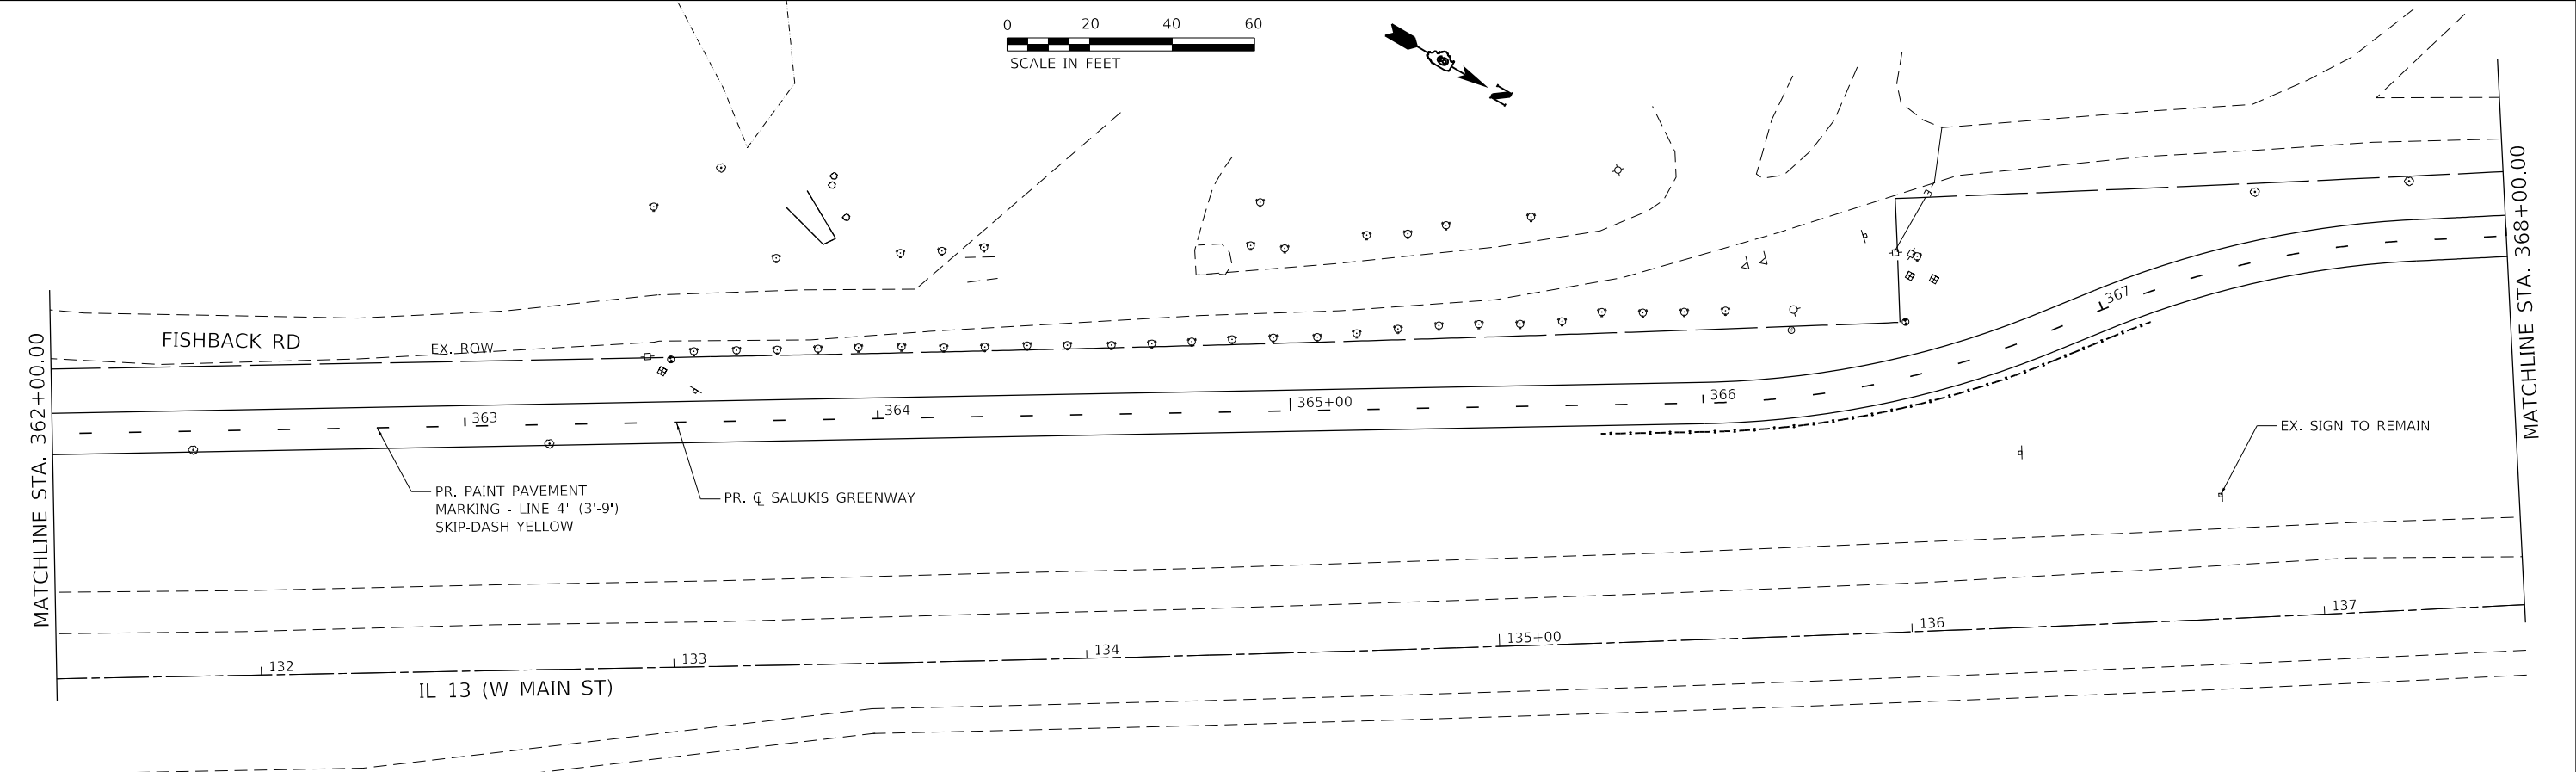 0 20 40 60
SCALE IN FEET
N
MATCHLINE STA. 362+00.00
MATCHLINE STA. 368+00.00
FISHBACK RD
EX. ROW
363
364
365+00
366
367
PR. PAINT PAVEMENT
MARKING - LINE 4" (3'-9')
SKIP-DASH YELLOW
PR. ℄ SALUKIS GREENWAY
EX. SIGN TO REMAIN
132
133
134
135+00
136
137
IL 13 (W MAIN ST)